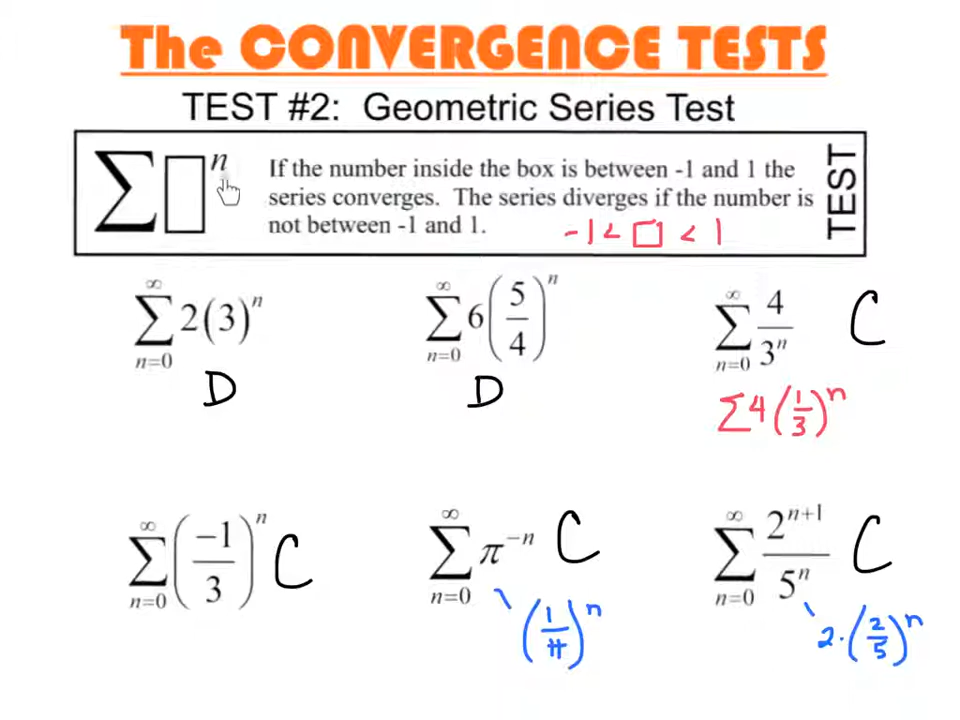 The CONVERGENCE TESTS
TEST #2: Geometric Series Test
∑ □ⁿ
If the number inside the box is between -1 and 1 the
series converges. The series diverges if the number is
not between -1 and 1.
-1 < □ < 1
TEST
∑_{n=0}^{∞} 2(3)ⁿ
D
∑_{n=0}^{∞} 6(5/4)ⁿ
D
∑_{n=0}^{∞} 4/3ⁿ C
∑4(1/3)ⁿ
∑_{n=0}^{∞} (-1/3)ⁿ C
∑_{n=0}^{∞} π⁻ⁿ C
(1/π)ⁿ
∑_{n=0}^{∞} 2ⁿ⁺¹/5ⁿ C
2·(2/5)ⁿ